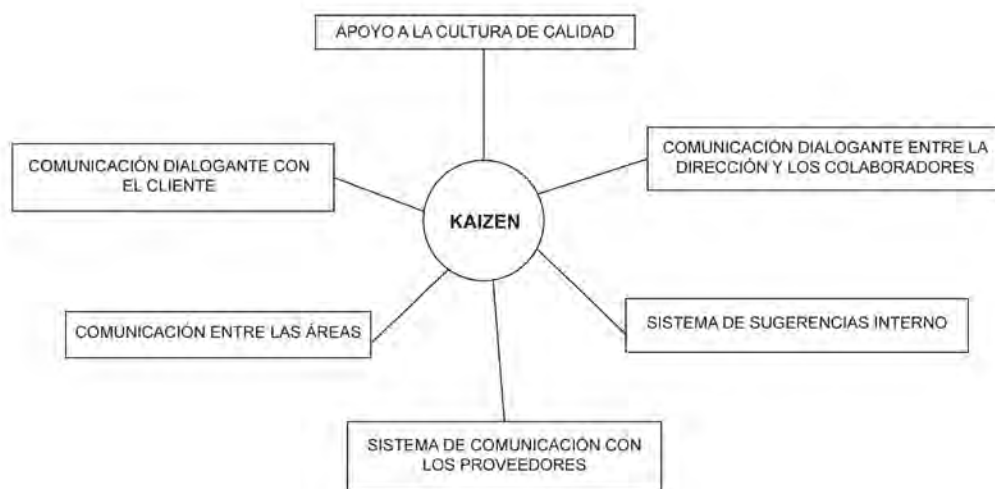 APOYO A LA CULTURA DE CALIDAD
COMUNICACIÓN DIALOGANTE CON
EL CLIENTE
COMUNICACIÓN DIALOGANTE ENTRE LA
DIRECCIÓN Y LOS COLABORADORES
KAIZEN
COMUNICACIÓN ENTRE LAS ÁREAS
SISTEMA DE SUGERENCIAS INTERNO
SISTEMA DE COMUNICACIÓN CON
LOS PROVEEDORES